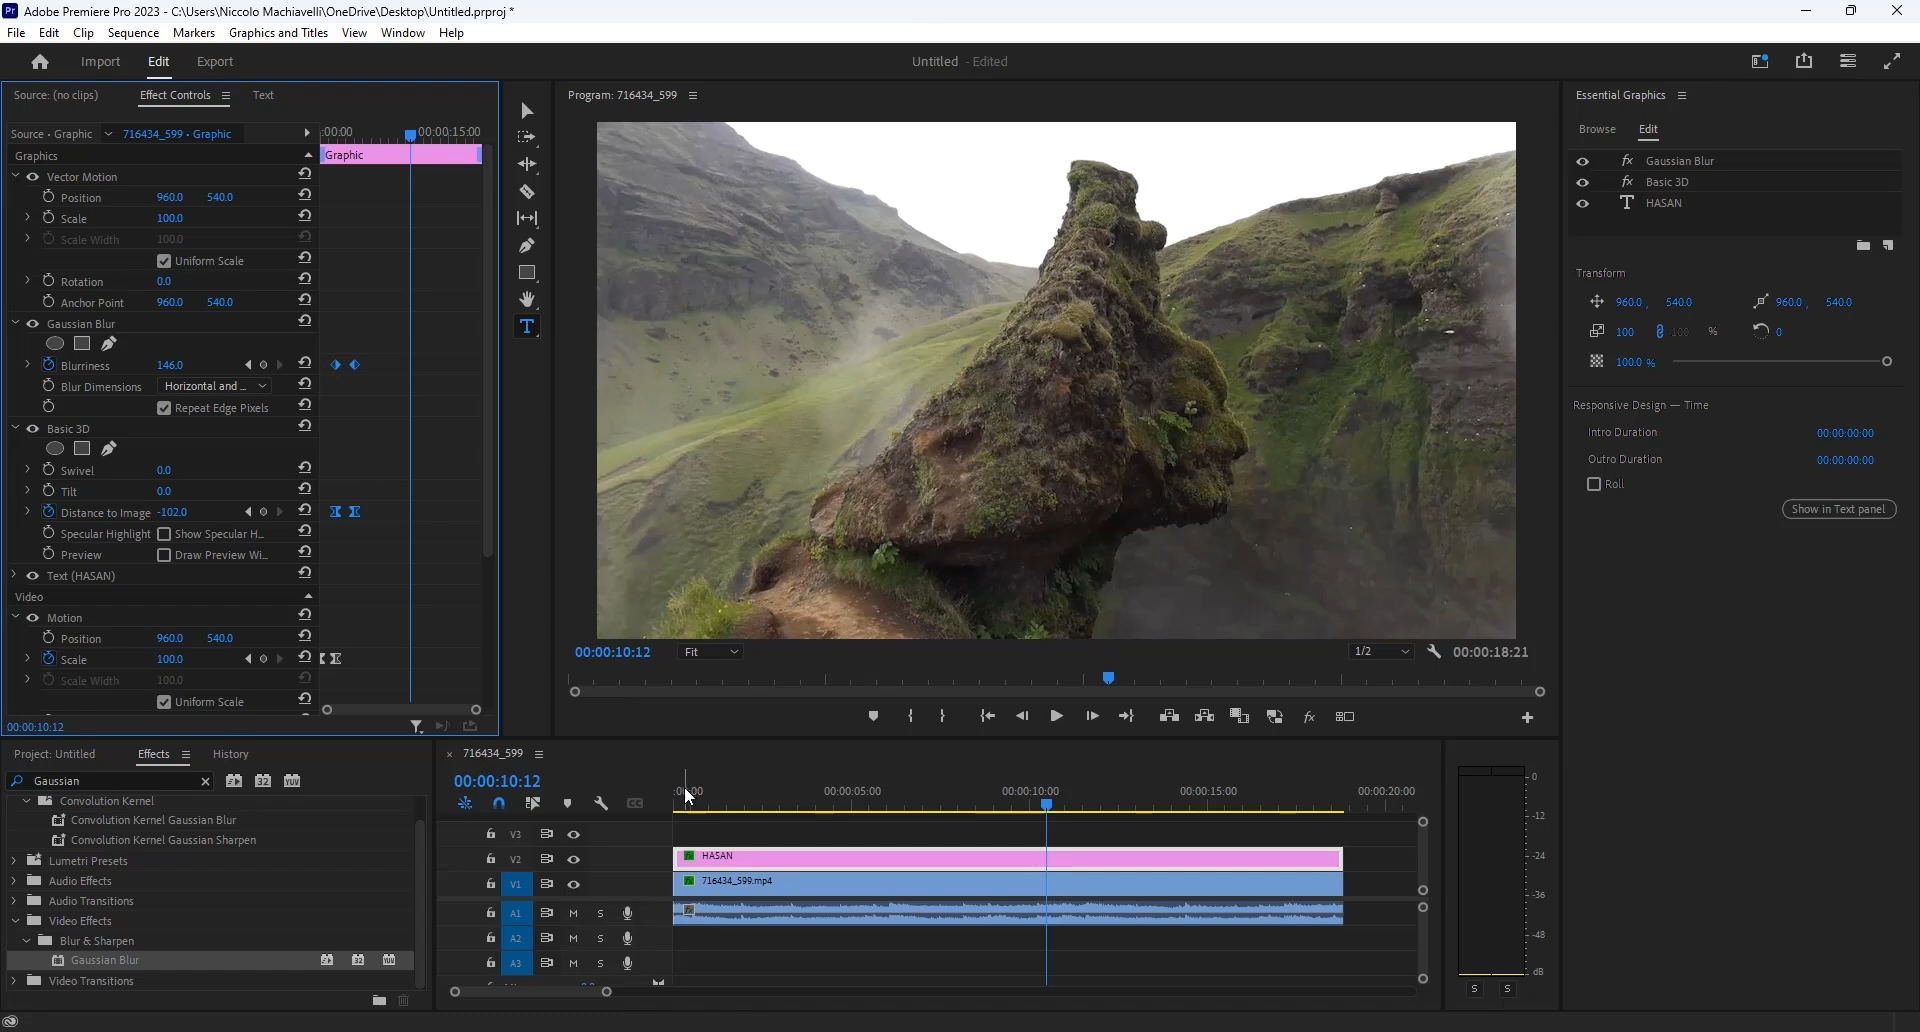 Adobe Premiere Pro 2023 - C:\Users\Niccolo Machiavelli\OneDrive\Desktop\Untitled.prproj *
File Edit Clip Sequence Markers Graphics and Titles View Window Help
Import Edit Export
Untitled - Edited
Source: (no clips) Effect Controls Text
Source • Graphic 716434_599 • Graphic
:00:00 00:00:15:00
Graphics
Graphic
Vector Motion
Position 960.0 540.0
Scale 100.0
Scale Width 100.0
Uniform Scale
Rotation 0.0
Anchor Point 960.0 540.0
Gaussian Blur
Blurriness 146.0
Blur Dimensions Horizontal and ...
Repeat Edge Pixels
Basic 3D
Swivel 0.0
Tilt 0.0
Distance to Image -102.0
Specular Highlight Show Specular H...
Preview Draw Preview Wi...
Text (HASAN)
Video
Motion
Position 960.0 540.0
Scale 100.0
Scale Width 100.0
Uniform Scale
00:00:10:12
Program: 716434_599
00:00:10:12 Fit 1/2 00:00:18:21
Essential Graphics
Browse Edit
Gaussian Blur
Basic 3D
HASAN
Transform
960.0 , 540.0 960.0 , 540.0
100 100 % 0
100.0 %
Responsive Design — Time
Intro Duration 00:00:00:00
Outro Duration 00:00:00:00
Roll
Show in Text panel
Project: Untitled Effects History
Gaussian
Convolution Kernel
Convolution Kernel Gaussian Blur
Convolution Kernel Gaussian Sharpen
Lumetri Presets
Audio Effects
Audio Transitions
Video Effects
Blur & Sharpen
Gaussian Blur
Video Transitions
716434_599
00:00:10:12
:00:00 00:00:05:00 00:00:10:00 00:00:15:00 00:00:20:00
V3
V2 HASAN
V1 716434_599.mp4
A1 M S
A2 M S
A3 M S
0
-12
-24
-36
-48
dB
S S